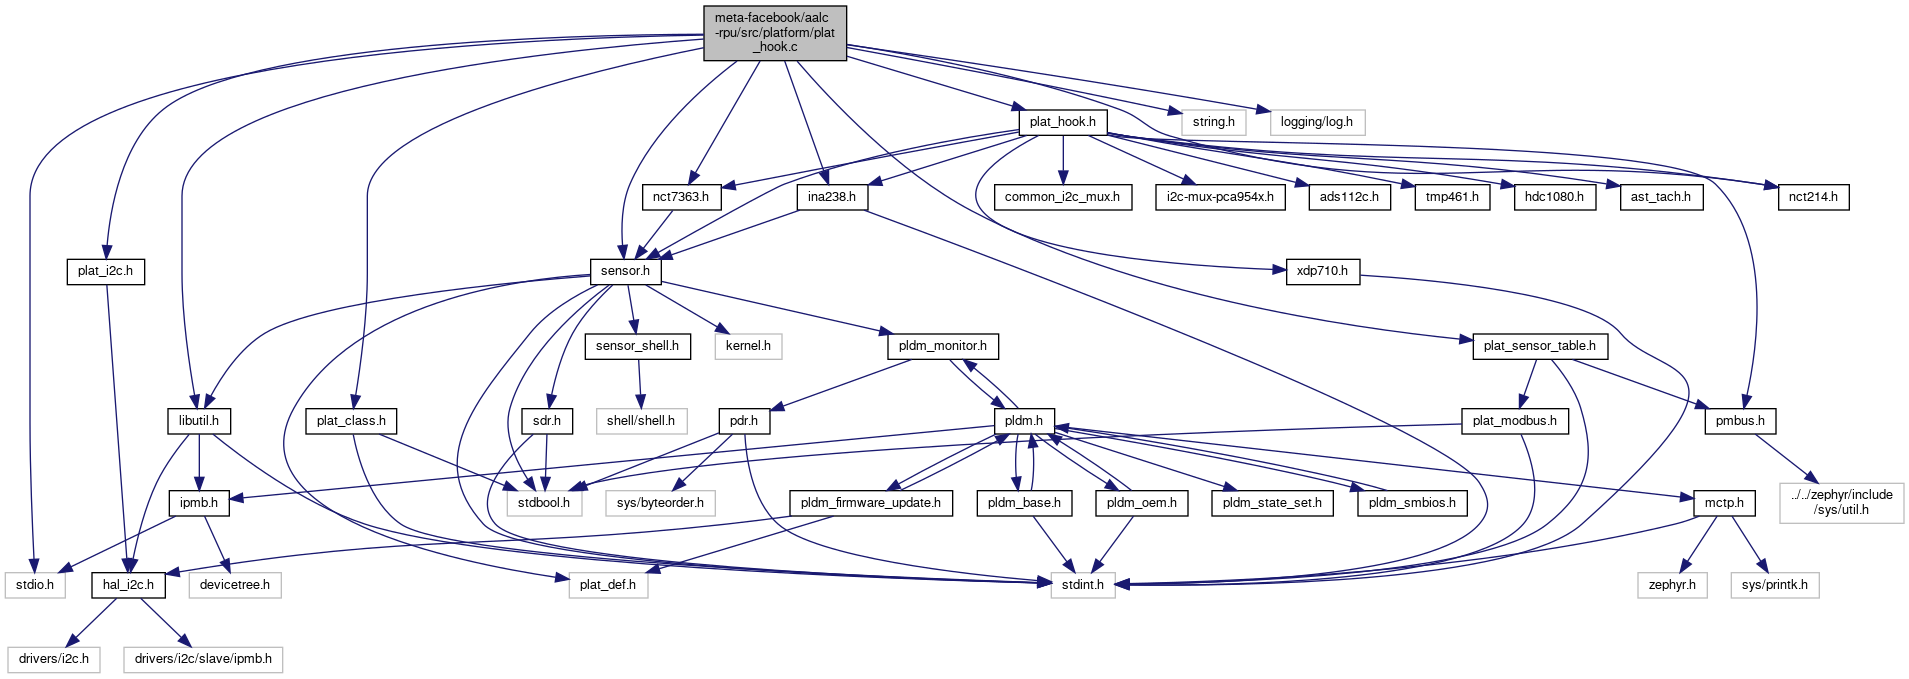 meta-facebook/aalc
-rpu/src/platform/plat
_hook.c
plat_hook.h
string.h
logging/log.h
nct7363.h
ina238.h
common_i2c_mux.h
i2c-mux-pca954x.h
ads112c.h
tmp461.h
hdc1080.h
ast_tach.h
nct214.h
plat_i2c.h
sensor.h
xdp710.h
sensor_shell.h
kernel.h
pldm_monitor.h
plat_sensor_table.h
libutil.h
plat_class.h
sdr.h
shell/shell.h
pdr.h
pldm.h
plat_modbus.h
pmbus.h
ipmb.h
stdbool.h
sys/byteorder.h
pldm_firmware_update.h
pldm_base.h
pldm_oem.h
pldm_state_set.h
pldm_smbios.h
mctp.h
../../zephyr/include
/sys/util.h
stdio.h
hal_i2c.h
devicetree.h
plat_def.h
stdint.h
zephyr.h
sys/printk.h
drivers/i2c.h
drivers/i2c/slave/ipmb.h